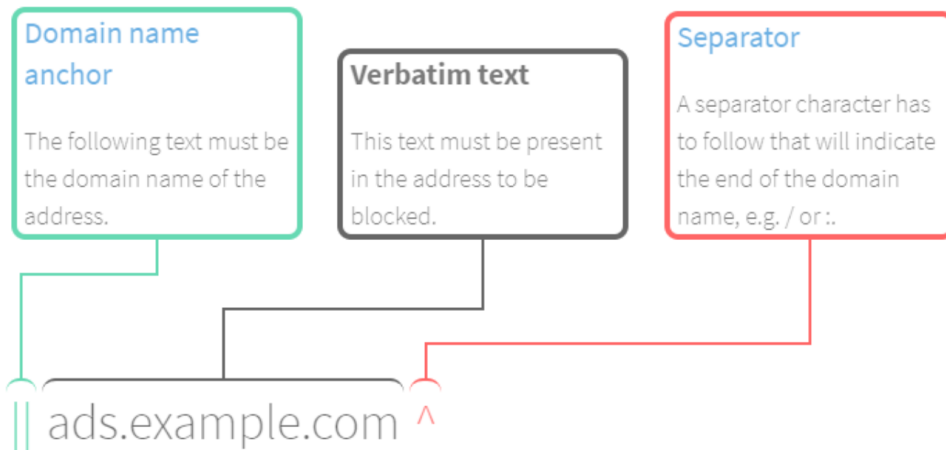 Domain name
anchor
The following text must be
the domain name of the
address.
Verbatim text
This text must be present
in the address to be
blocked.
Separator
A separator character has
to follow that will indicate
the end of the domain
name, e.g. / or :.
||ads.example.com^